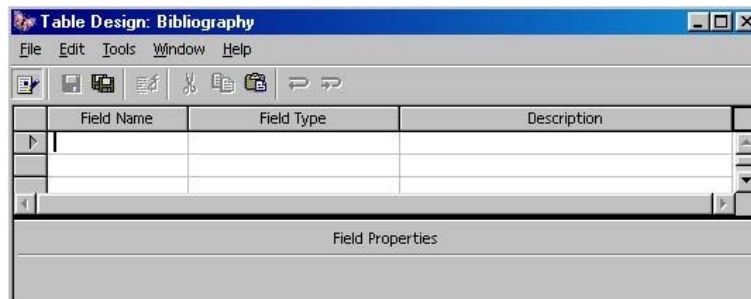 Table Design: Bibliography
File Edit Tools Window Help
Field Name Field Type Description
Field Properties